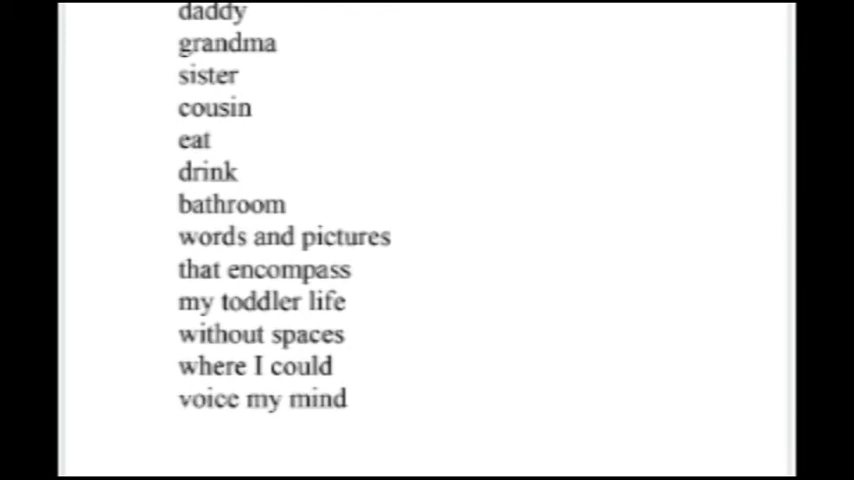 daddy
grandma
sister
cousin
eat
drink
bathroom
words and pictures
that encompass
my toddler life
without spaces
where I could
voice my mind